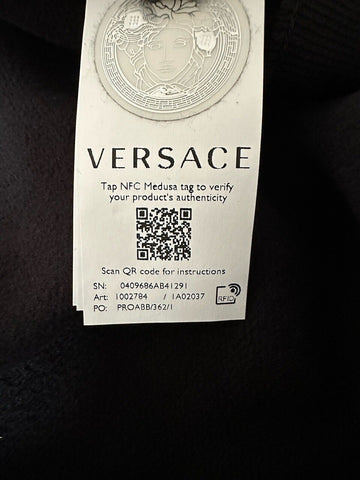 VERSACE
Tap NFC Medusa tag to verify
your product's authenticity
Scan QR code for instructions
SN: 0409686AB41291
Art: 1002784 / 1A02037
PO: PROABB/362/1
RFID